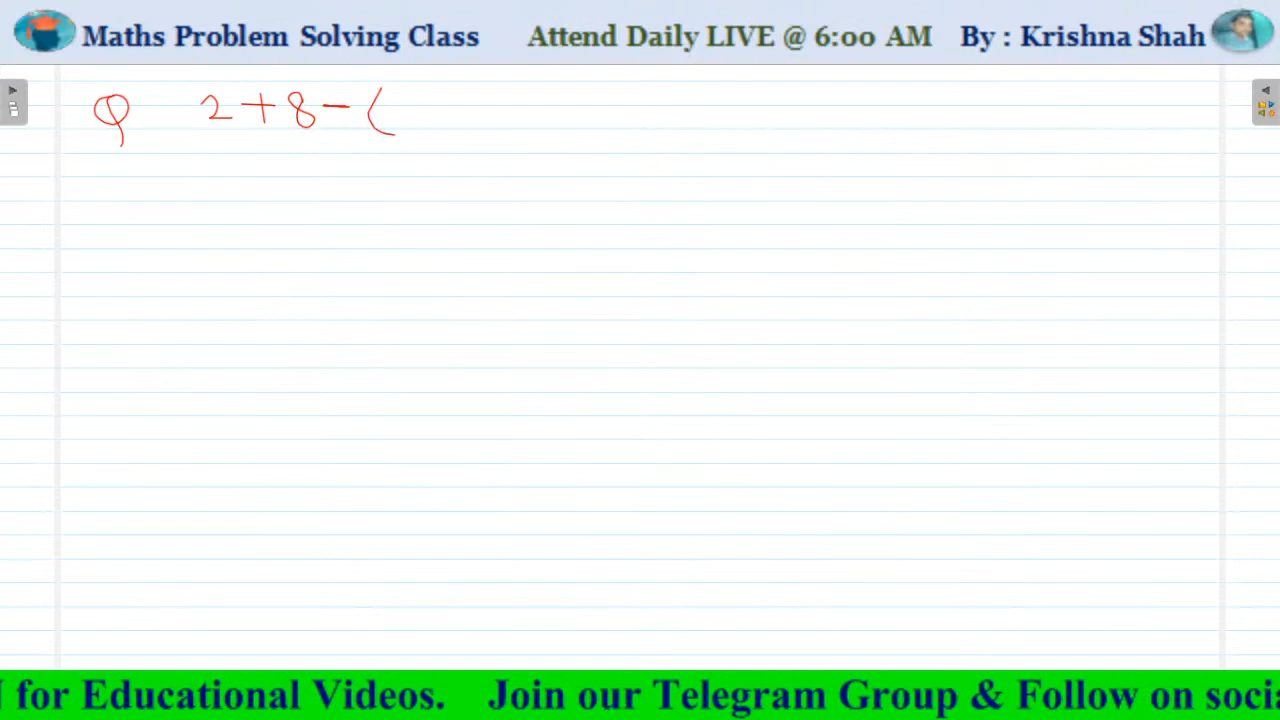 Maths Problem Solving Class Attend Daily LIVE @ 6:00 AM By : Krishna Shah
Q 2+8-(
for Educational Videos. Join our Telegram Group & Follow on